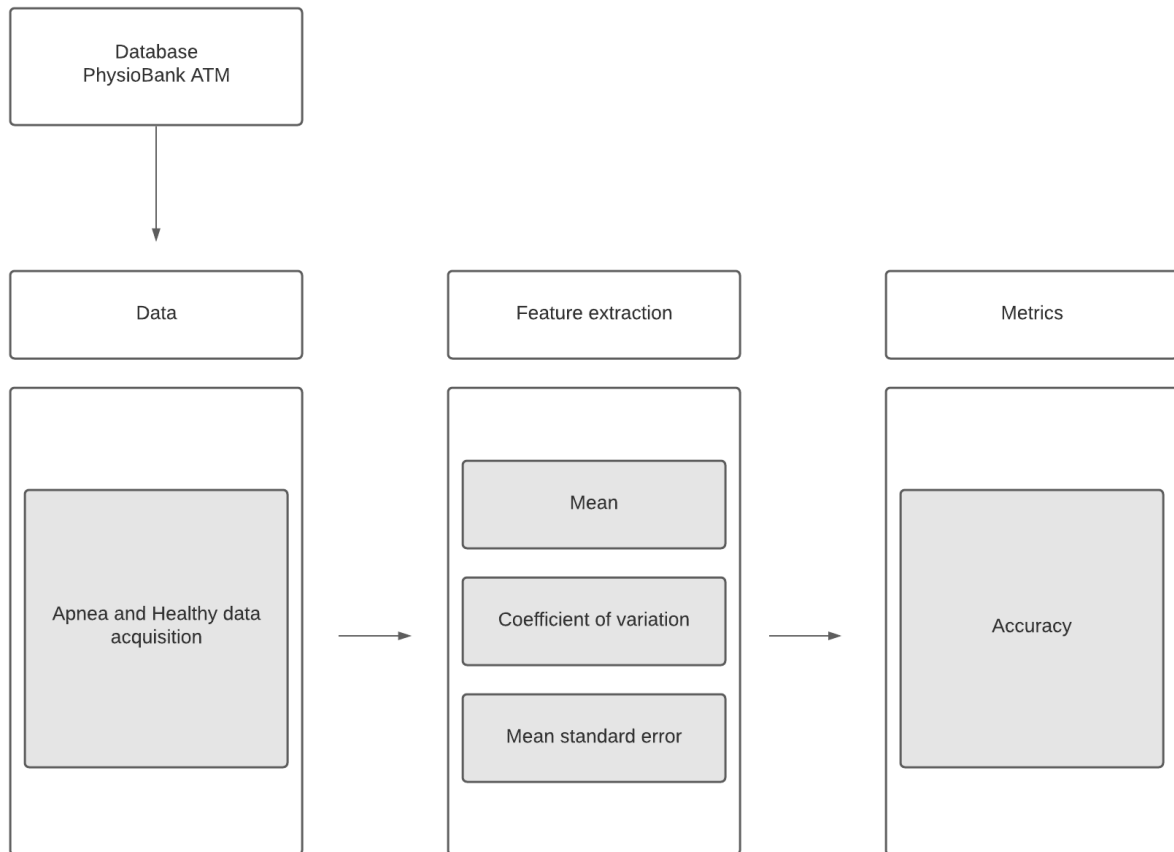 Database
PhysioBank ATM
Data
Feature extraction
Metrics
Apnea and Healthy data
acquisition
Mean
Coefficient of variation
Mean standard error
Accuracy